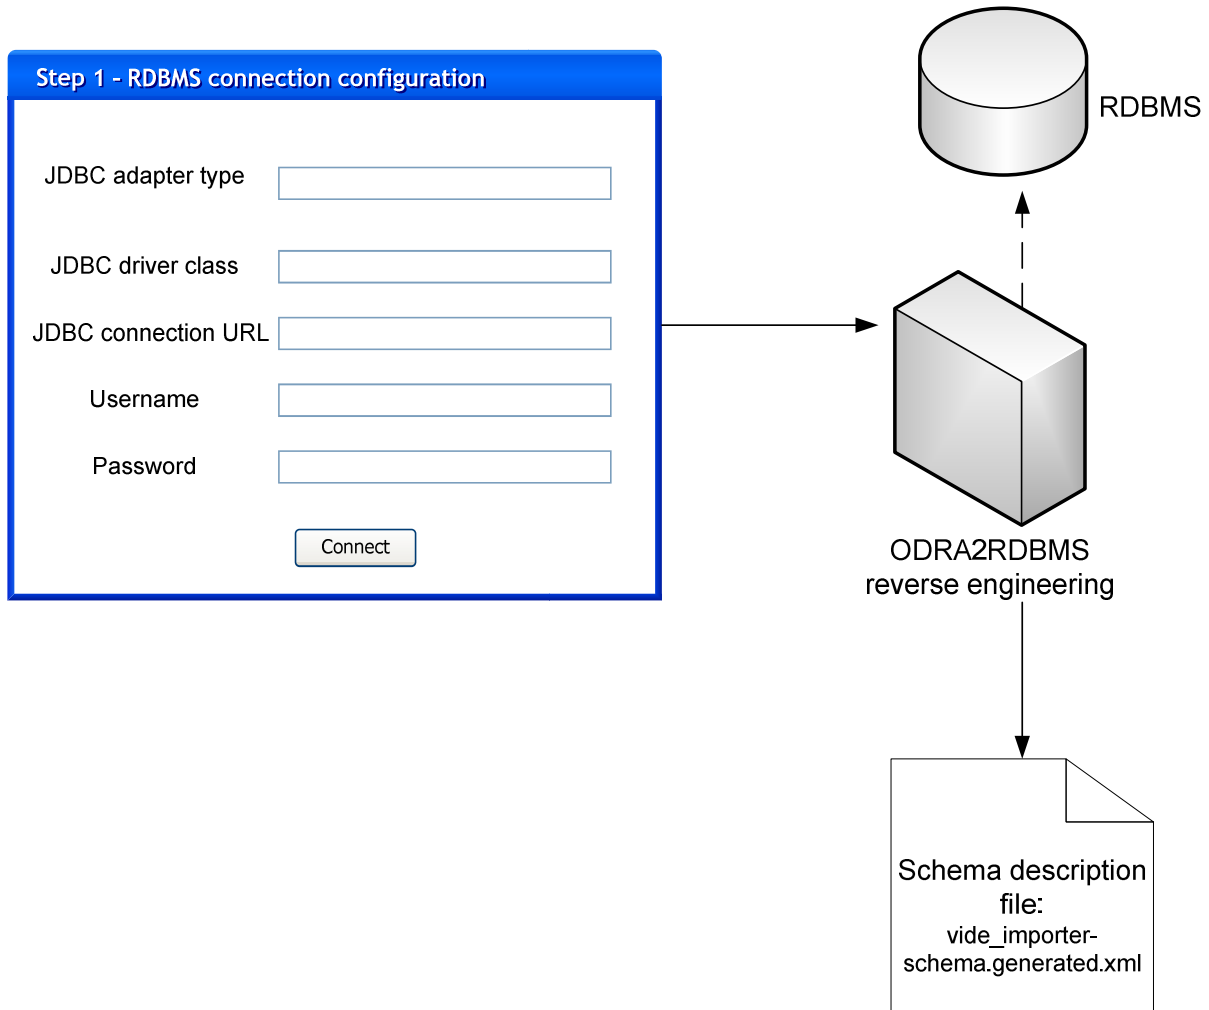 Step 1 - RDBMS connection configuration
JDBC adapter type
JDBC driver class
JDBC connection URL
Username
Password
Connect
RDBMS
ODRA2RDBMS
reverse engineering
Schema description
file:
vide_importer-
schema.generated.xml